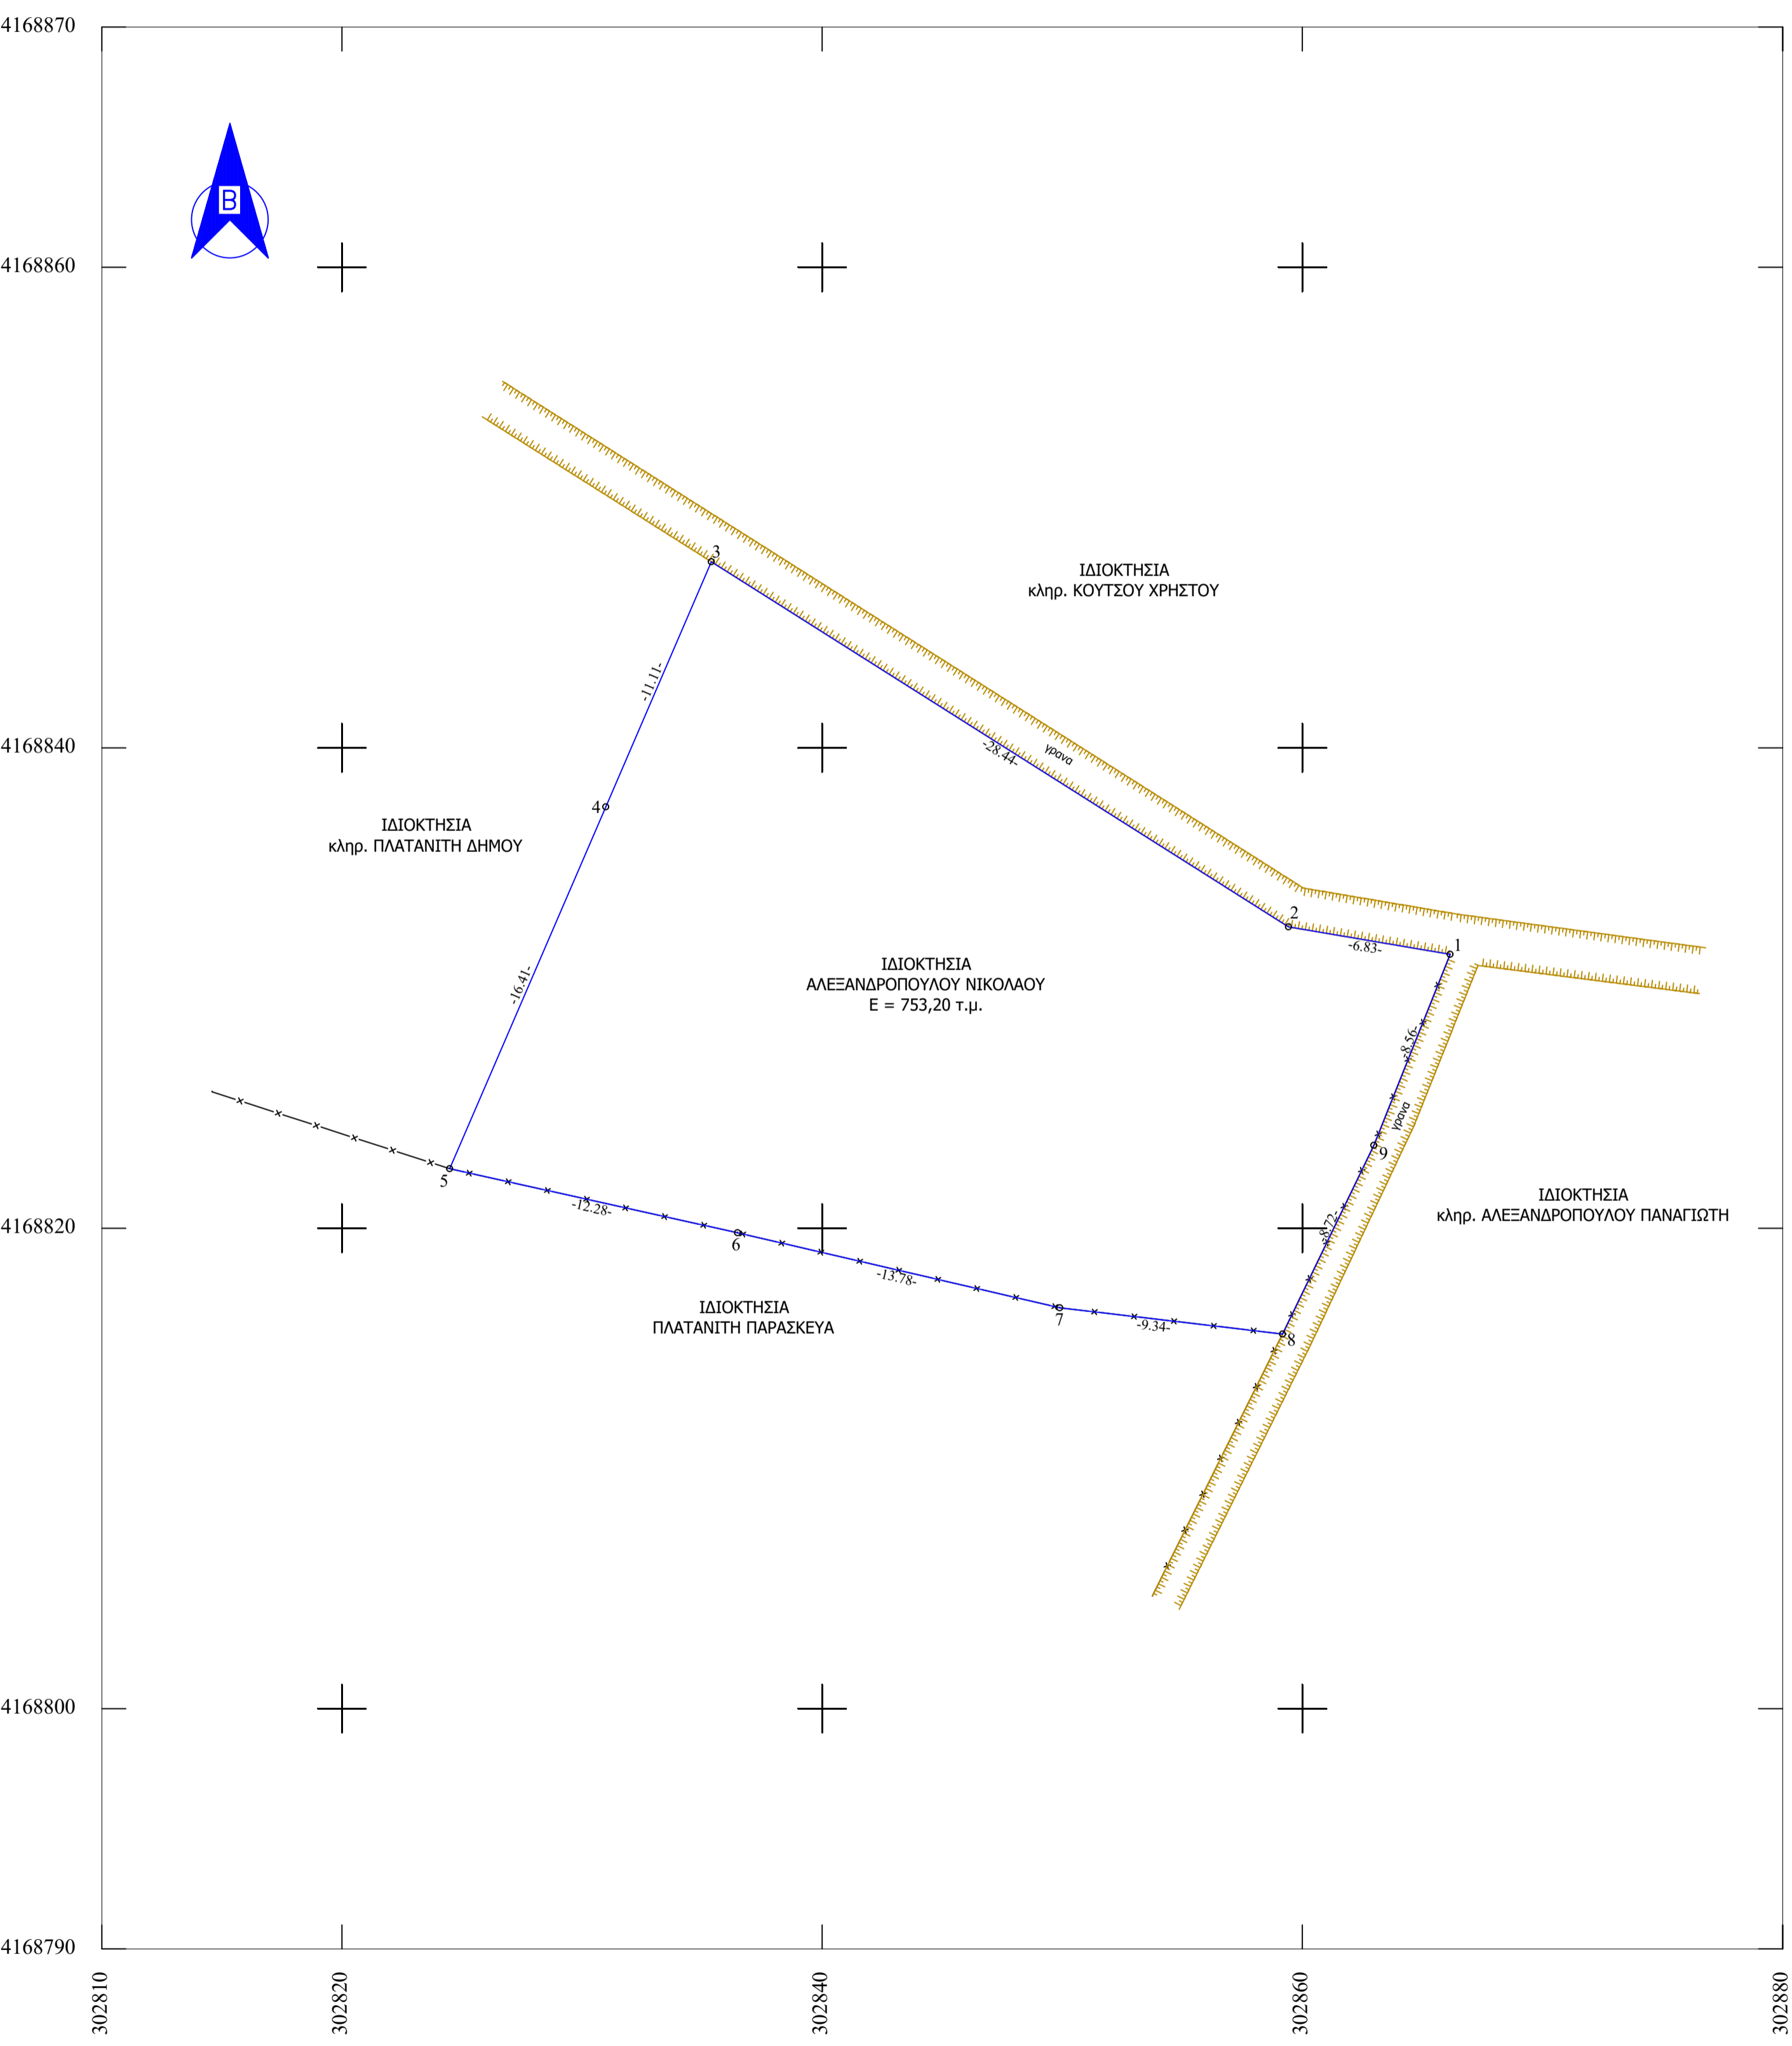 4168870
B
4168860
3
ΙΔΙΟΚΤΗΣΙΑ
κληρ. ΚΟΥΤΣΟΥ ΧΡΗΣΤΟΥ
-11.11-
4168840
γρανα
-28.44-
4
ΙΔΙΟΚΤΗΣΙΑ
κληρ. ΠΛΑΤΑΝΙΤΗ ΔΗΜΟΥ
2
1
-6.83-
ΙΔΙΟΚΤΗΣΙΑ
ΑΛΕΞΑΝΔΡΟΠΟΥΛΟΥ ΝΙΚΟΛΑΟΥ
Ε = 753,20 τ.μ.
-16.41-
-8.56-
γρανα
9
5
ΙΔΙΟΚΤΗΣΙΑ
κληρ. ΑΛΕΞΑΝΔΡΟΠΟΥΛΟΥ ΠΑΝΑΓΙΩΤΗ
-12.28-
4168820
-8.72-
6
-13.78-
ΙΔΙΟΚΤΗΣΙΑ
ΠΛΑΤΑΝΙΤΗ ΠΑΡΑΣΚΕΥΑ
7
-9.34-
8
4168800
4168790
302810
302820
302840
302860
302880